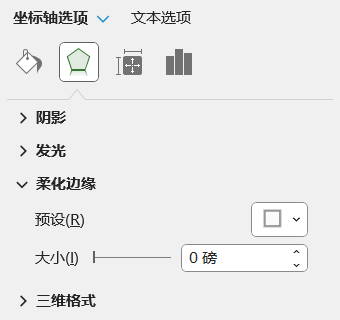 坐标轴选项 文本选项
阴影
发光
柔化边缘
预设(R)
大小(I) 0 磅
三维格式